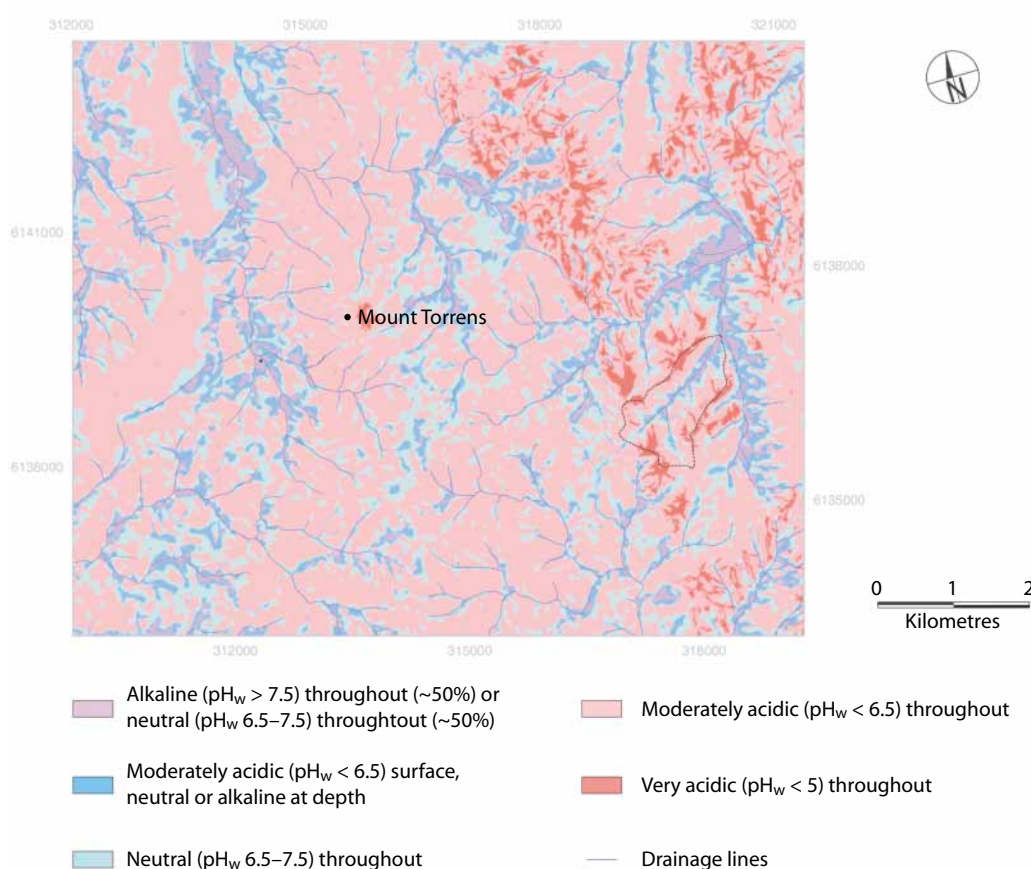 312000 315000 318000 321000
N
6141000
6138000
• Mount Torrens
6138000
6135000
0 1 2
Kilometres
312000 315000 318000
Alkaline (pHw > 7.5) throughout (~50%) or
neutral (pHw 6.5–7.5) throughtout (~50%)
Moderately acidic (pHw < 6.5) throughout
Moderately acidic (pHw < 6.5) surface,
neutral or alkaline at depth
Very acidic (pHw < 5) throughout
Neutral (pHw 6.5–7.5) throughout
Drainage lines